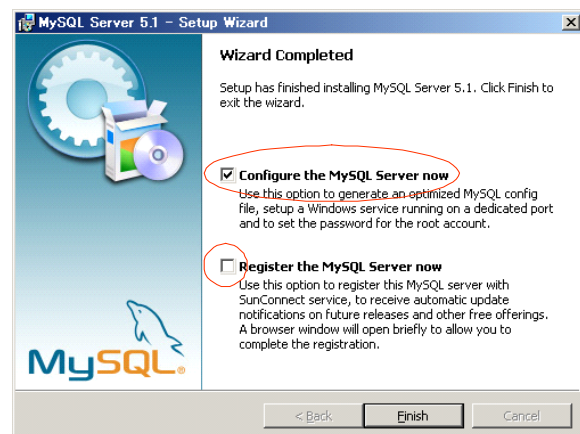 MySQL Server 5.1 - Setup Wizard
Wizard Completed
Setup has finished installing MySQL Server 5.1. Click Finish to
exit the wizard.
Configure the MySQL Server now
Use this option to generate an optimized MySQL config
file, setup a Windows service running on a dedicated port
and to set the password for the root account.
Register the MySQL Server now
Use this option to register this MySQL server with
SunConnect service, to receive automatic update
notifications on future releases and other free offerings.
A browser window will open briefly to allow you to
complete the registration.
MySQL®
< Back
Finish
Cancel